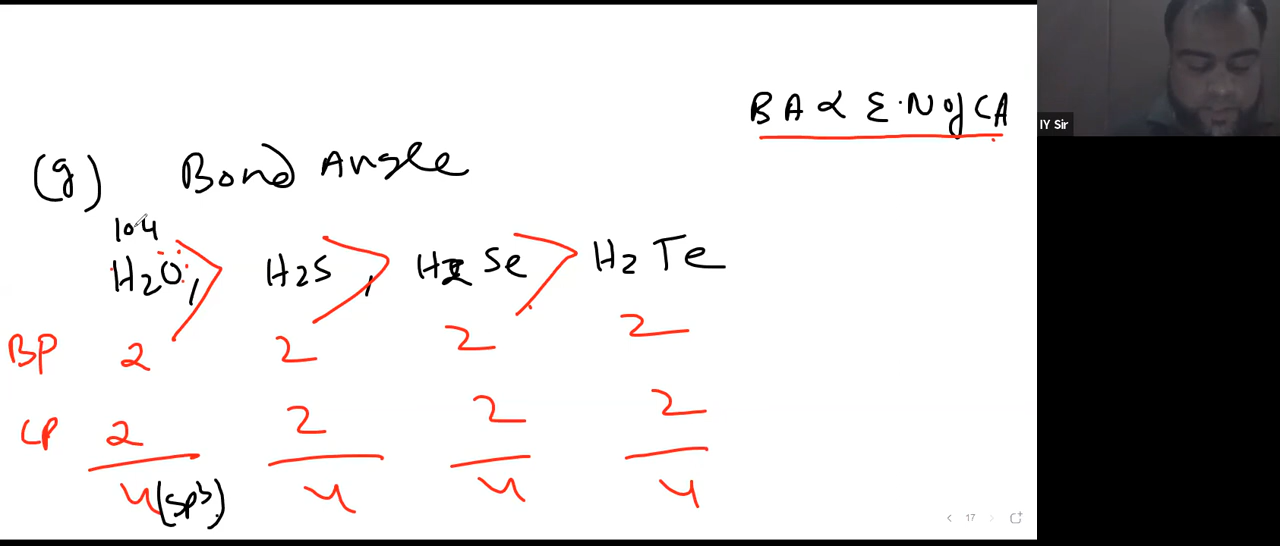 BA ∝ E.N of CA
IY Sir
(g) Bond Angle
104
H2O, > H2S, > H2Se > H2Te
BP 2 2 2 2
LP 2 2 2 2
4(sp3) 4 4 4
17